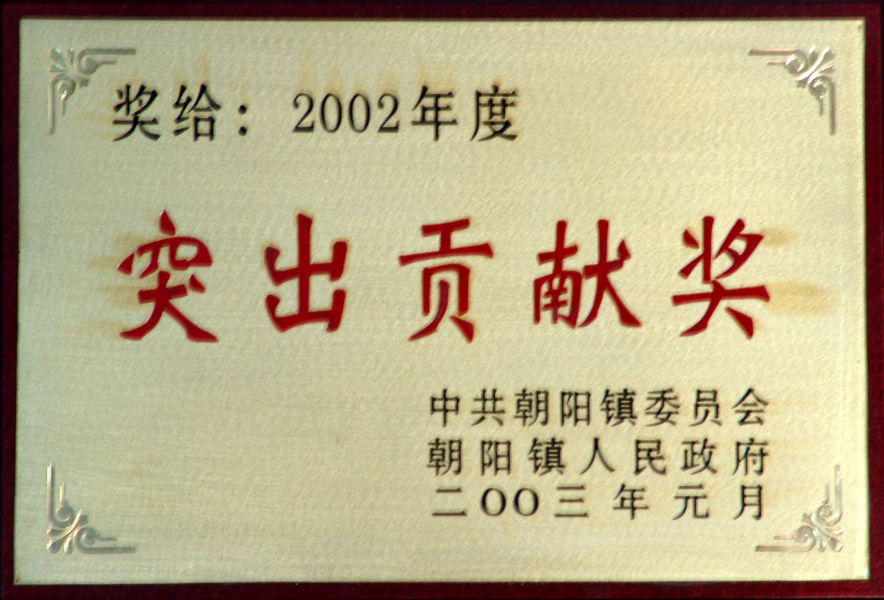 奖给：2002年度
突出贡献奖
中共朝阳镇委员会
朝阳镇人民政府
二OO三年元月